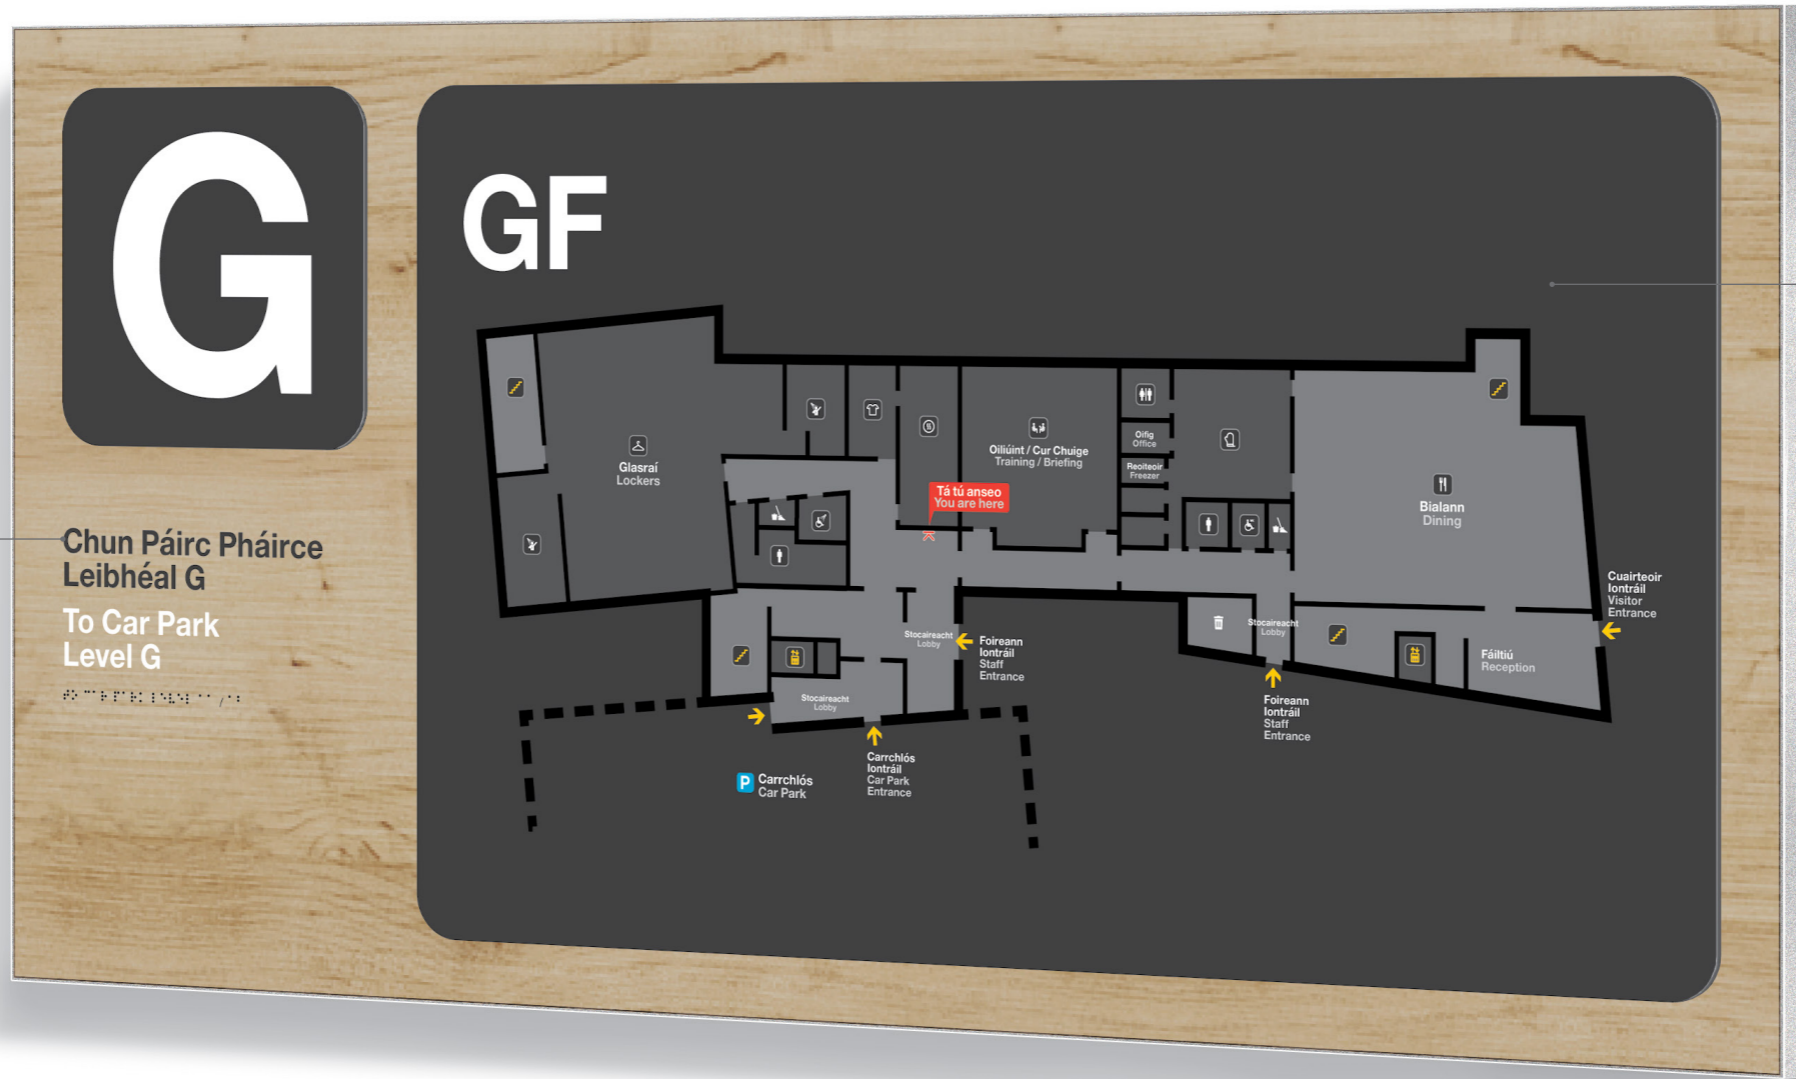 G
Chun Páirc Pháirce
Leibhéal G
To Car Park
Level G
GF
Glasraí
Lockers
Oiliúint / Cur Chuige
Training / Briefing
Oifig
Office
Reoiteoir
Freezer
Tá tú anseo
You are here
Bialann
Dining
Cuairteoir
Iontráil
Visitor
Entrance
Stocaireacht
Lobby
Foireann
Iontráil
Staff
Entrance
Stocaireacht
Lobby
Fáiltiú
Reception
Stocaireacht
Lobby
Foireann
Iontráil
Staff
Entrance
Carrchlós
Iontráil
Car Park
Entrance
P
Carrchlós
Car Park